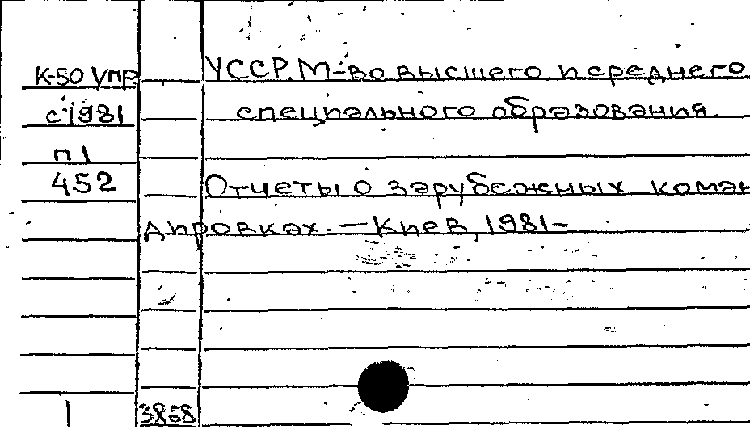 К-50 Упр УССР. М-во высшего и среднего
с 1981 специального образования.
п 1
452 Отчеты о зарубежных коман
дировках. — Киев, 1981-
1 3858